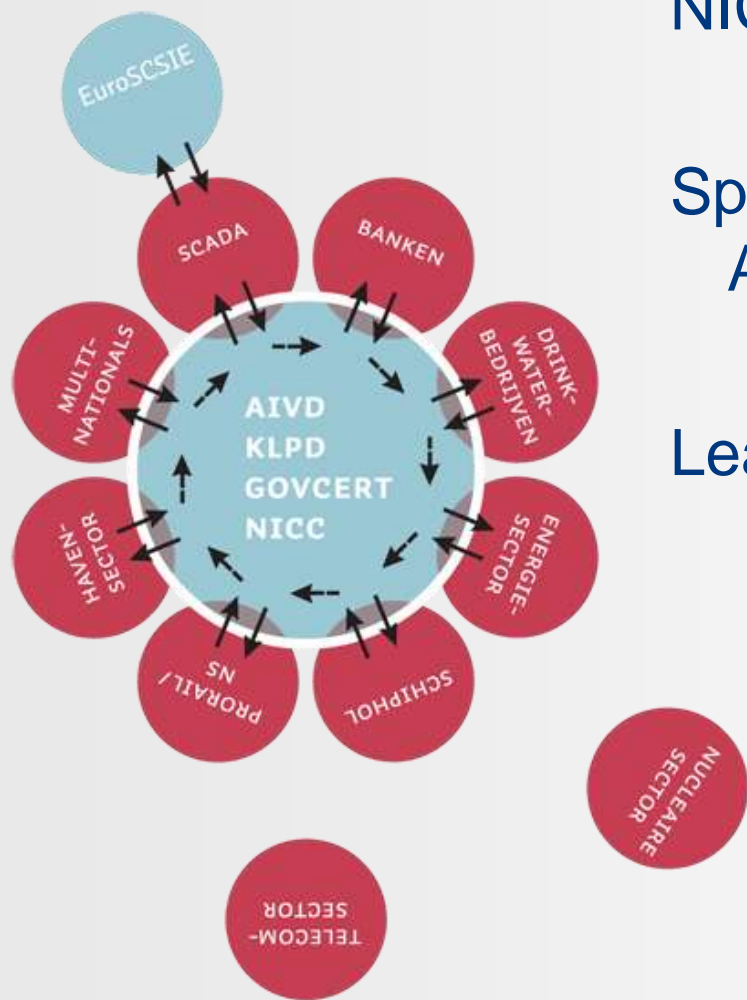 EuroSCSIE
SCADA
BANKEN
MULTI-
NATIONALS
DRINK-
WATER-
BEDRIJVEN
AIVD
KLPD
GOVCERT
NICC
HAVEN-
SECTOR
ENERGIE-
SECTOR
PRORAIL/
NS
SCHIPHOL
NUCLEAIRE
SECTOR
TELECOM-
SECTOR